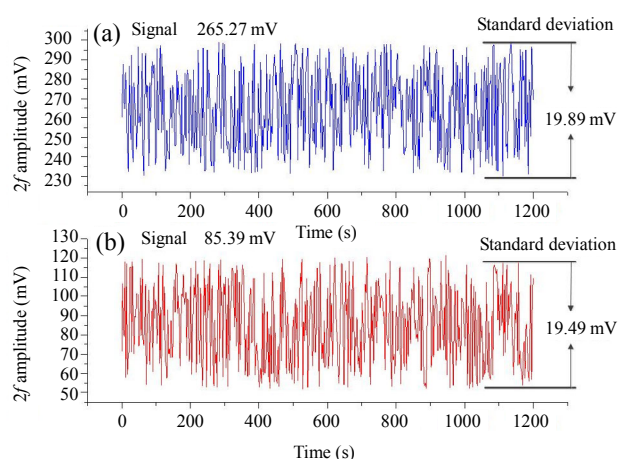 (a) Signal 265.27 mV
Standard deviation
300
290
280
270
260
250
240
230
2f amplitude (mV)
19.89 mV
0 200 400 600 800 1000 1200
Time (s)
(b) Signal 85.39 mV
Standard deviation
130
120
110
100
90
80
70
60
50
2f amplitude (mV)
19.49 mV
0 200 400 600 800 1000 1200
Time (s)